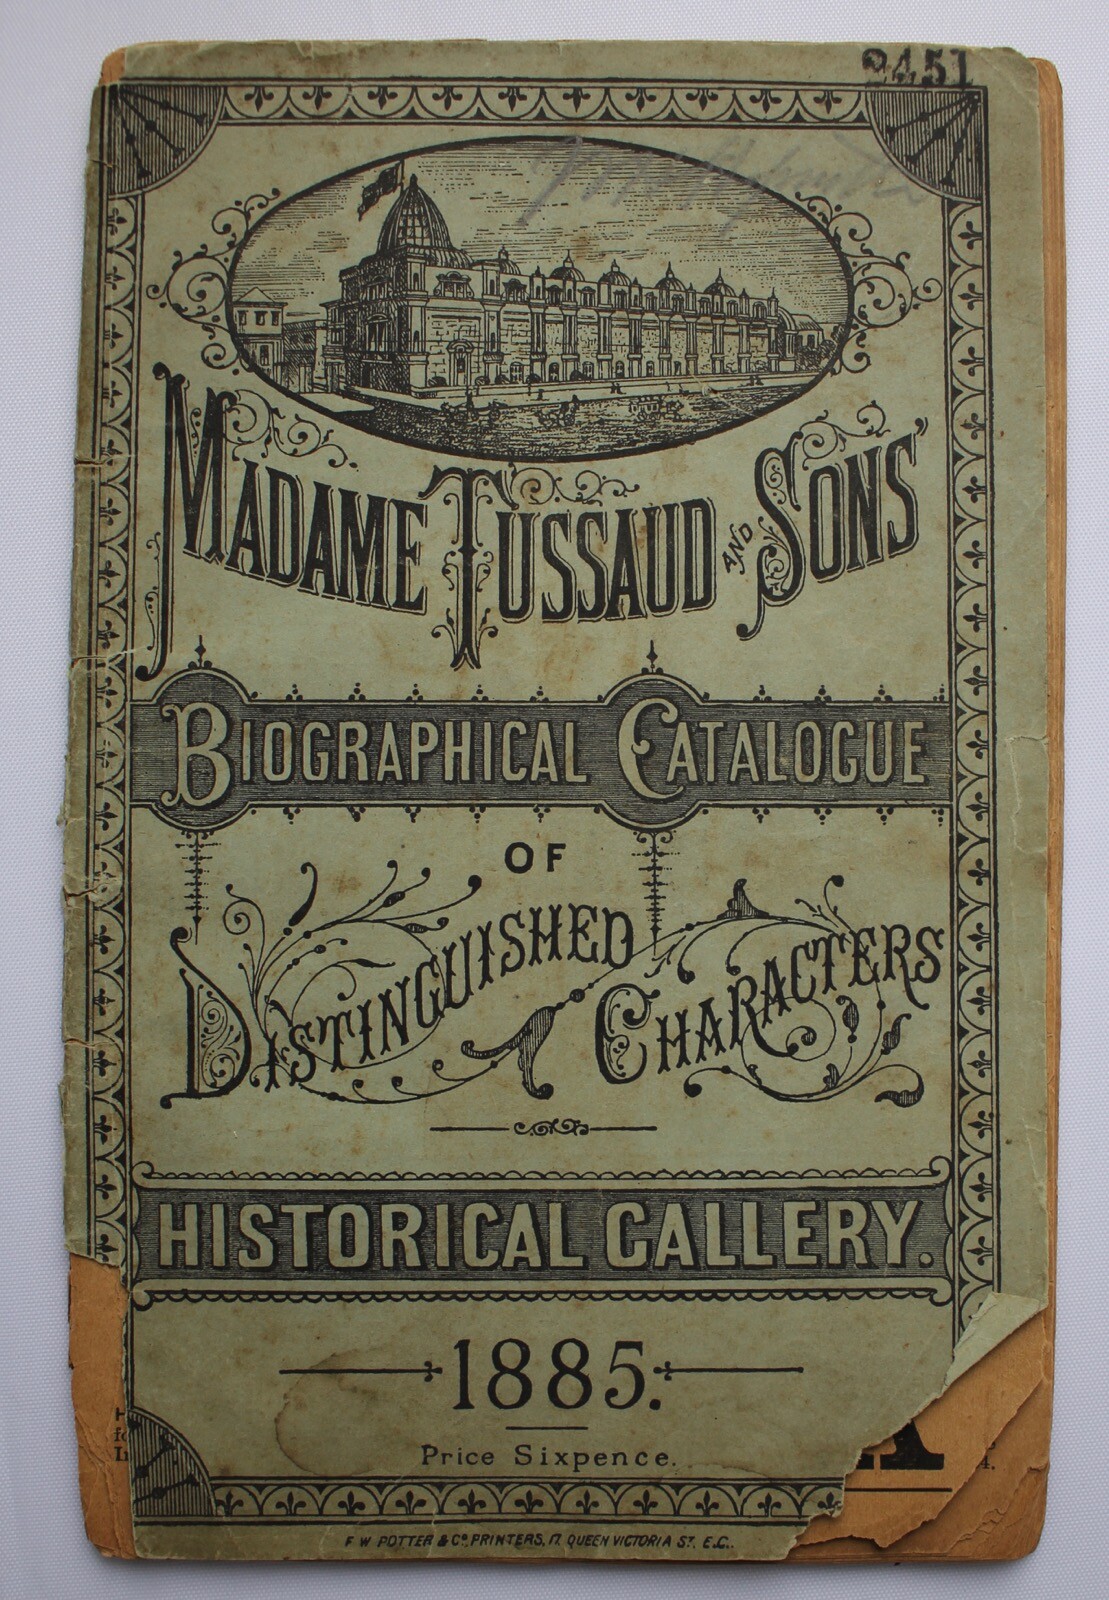 2451
MADAME TUSSAUD AND SONS'
BIOGRAPHICAL CATALOGUE
OF
DISTINGUISHED CHARACTERS
HISTORICAL GALLERY.
1885.
Price Sixpence.
F W POTTER & Co. PRINTERS, 17 QUEEN VICTORIA ST. E.C.